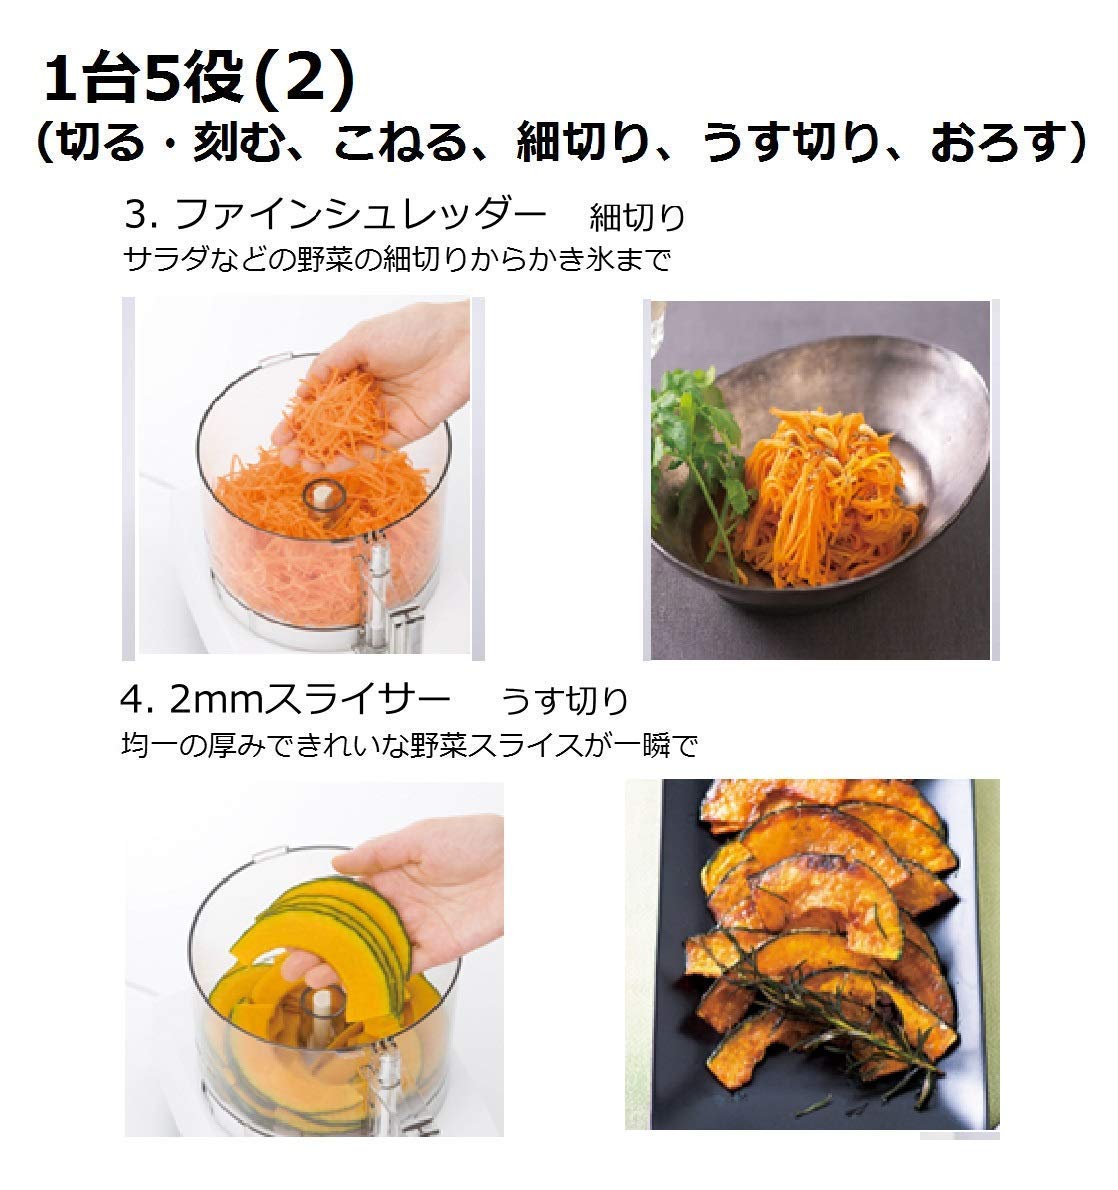 1台5役(2)
（切る・刻む、こねる、細切り、うす切り、おろす）
3. ファインシュレッダー　細切り
サラダなどの野菜の細切りからかき氷まで
4. 2mmスライサー　うす切り
均一の厚みできれいな野菜スライスが一瞬で